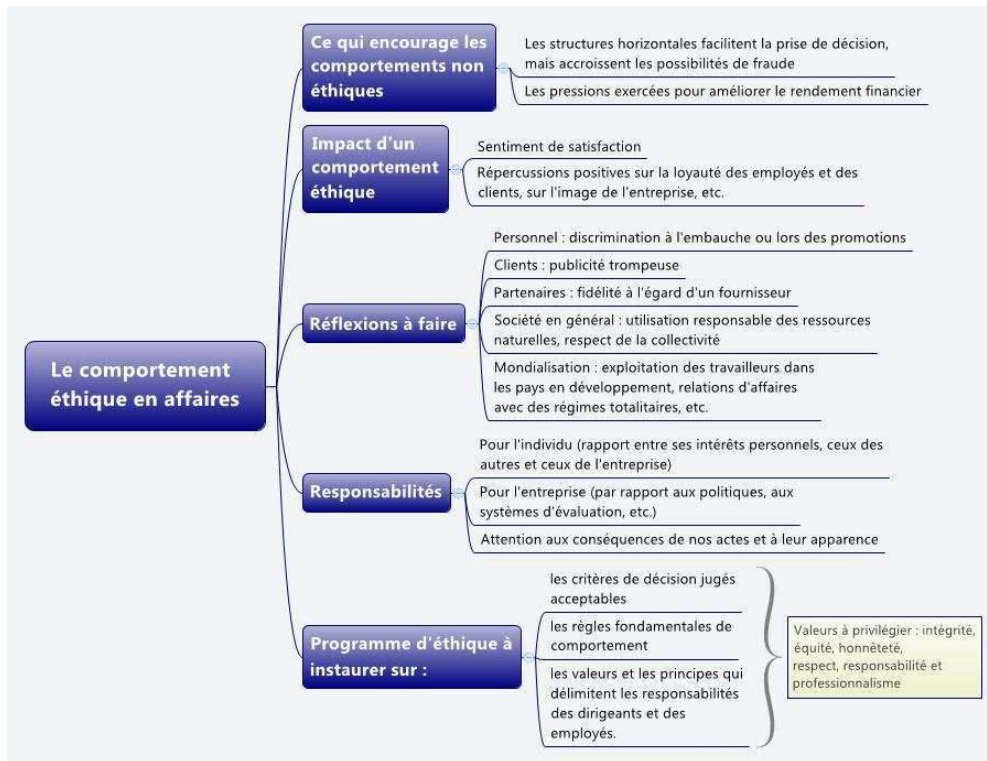 Ce qui encourage les
comportements non
éthiques
Les structures horizontales facilitent la prise de décision,
mais accroissent les possibilités de fraude
Les pressions exercées pour améliorer le rendement financier
Impact d'un
comportement
éthique
Sentiment de satisfaction
Répercussions positives sur la loyauté des employés et des
clients, sur l'image de l'entreprise, etc.
Réflexions à faire
Personnel : discrimination à l'embauche ou lors des promotions
Clients : publicité trompeuse
Partenaires : fidélité à l'égard d'un fournisseur
Société en général : utilisation responsable des ressources
naturelles, respect de la collectivité
Mondialisation : exploitation des travailleurs dans
les pays en développement, relations d'affaires
avec des régimes totalitaires, etc.
Le comportement
éthique en affaires
Responsabilités
Pour l'individu (rapport entre ses intérêts personnels, ceux des
autres et ceux de l'entreprise)
Pour l'entreprise (par rapport aux politiques, aux
systèmes d'évaluation, etc.)
Attention aux conséquences de nos actes et à leur apparence
Programme d'éthique à
instaurer sur :
les critères de décision jugés
acceptables
les règles fondamentales de
comportement
les valeurs et les principes qui
délimitent les responsabilités
des dirigeants et des
employés.
Valeurs à privilégier : intégrité,
équité, honnêteté,
respect, responsabilité et
professionnalisme